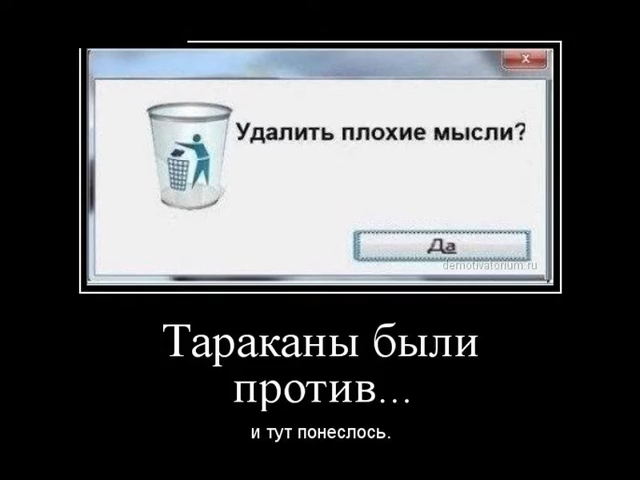 Удалить плохие мысли?
Да
demotivatorium.ru
Тараканы были
против...
и тут понеслось.